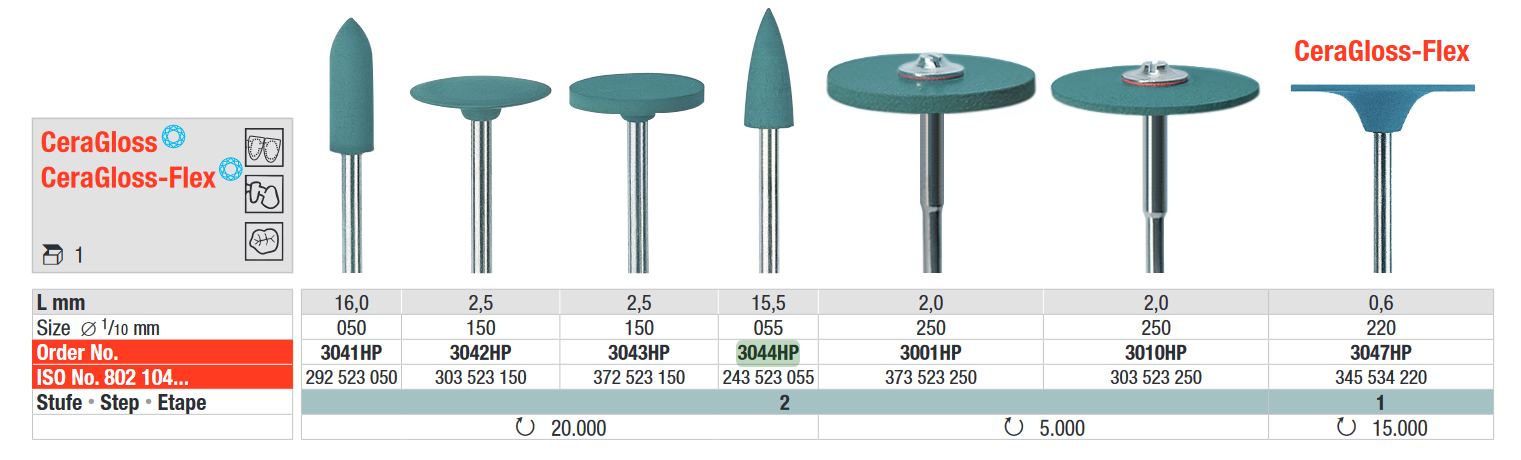 CeraGloss-Flex
CeraGloss
CeraGloss-Flex
1
L mm 16,0 2,5 2,5 15,5 2,0 2,0 0,6
Size ∅ 1/10 mm 050 150 150 055 250 250 220
Order No. 3041HP 3042HP 3043HP 3044HP 3001HP 3010HP 3047HP
ISO No. 802 104... 292 523 050 303 523 150 372 523 150 243 523 055 373 523 250 303 523 250 345 534 220
Stufe • Step • Etape 2 1
↻ 20.000 ↻ 5.000 ↻ 15.000